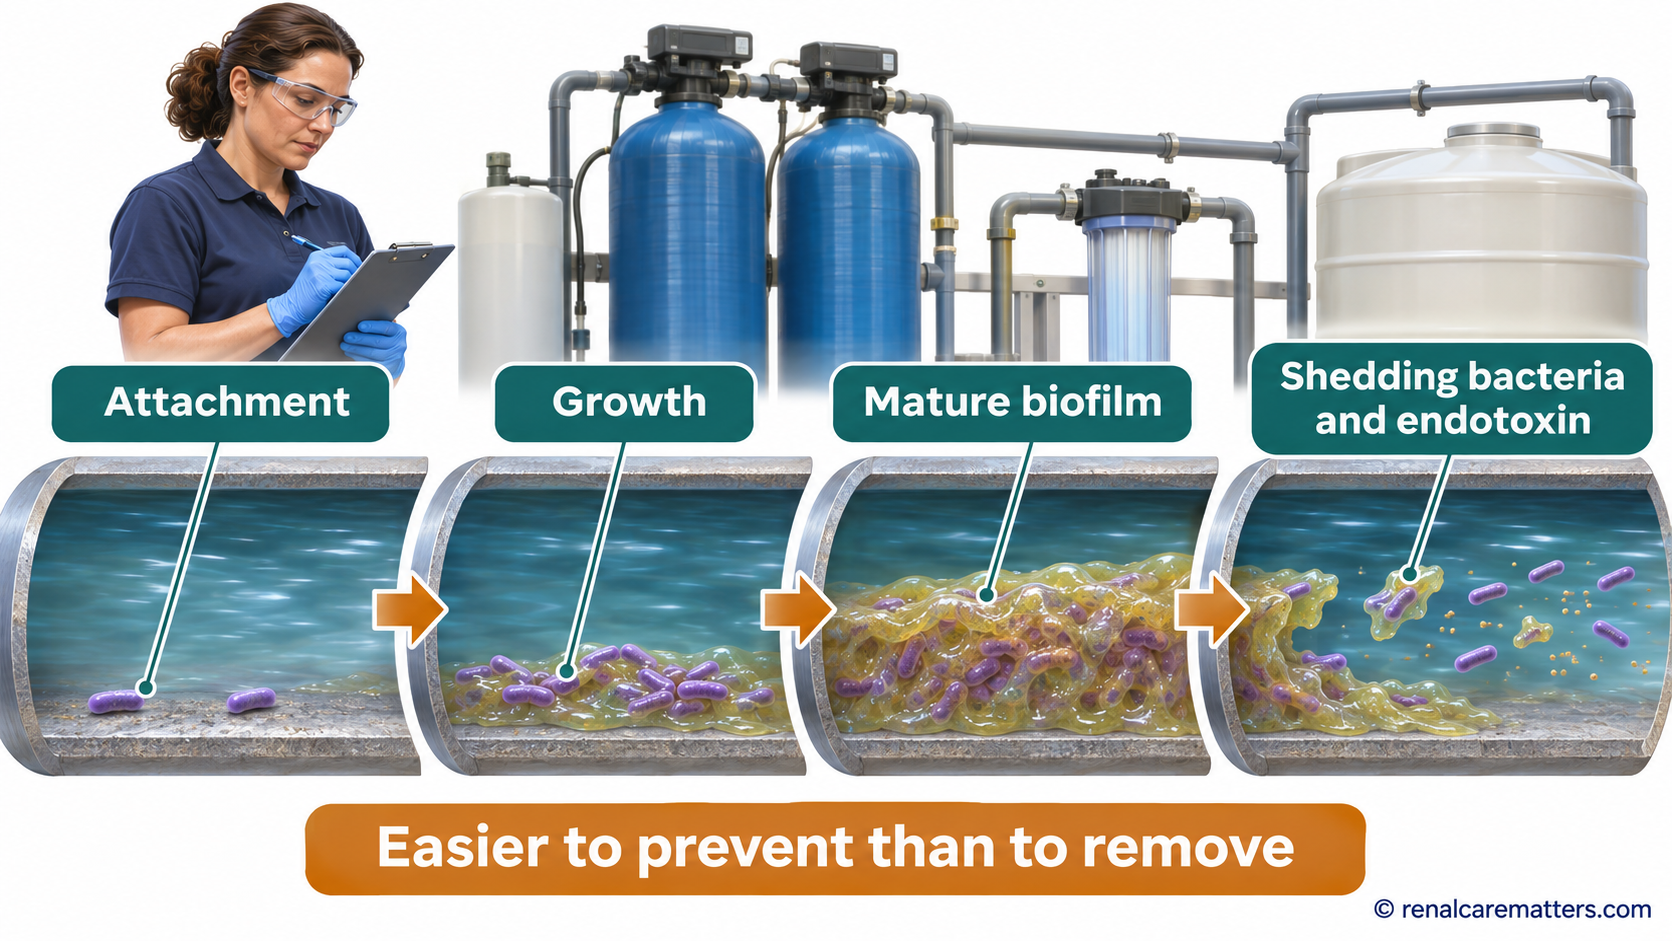 Attachment
Growth
Mature biofilm
Shedding bacteria
and endotoxin
Easier to prevent than to remove
© renalcarematters.com